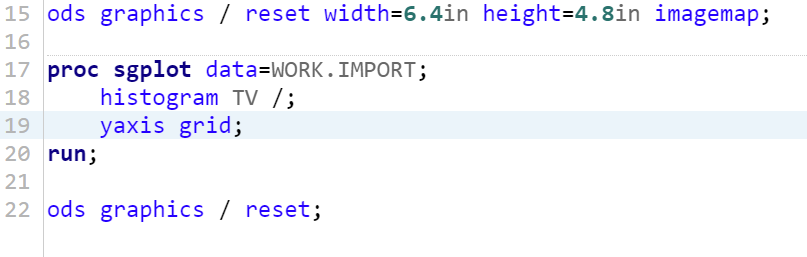 15 ods graphics / reset width=6.4in height=4.8in imagemap;
16
17 proc sgplot data=WORK.IMPORT;
18     histogram TV /;
19     yaxis grid;
20 run;
21
22 ods graphics / reset;